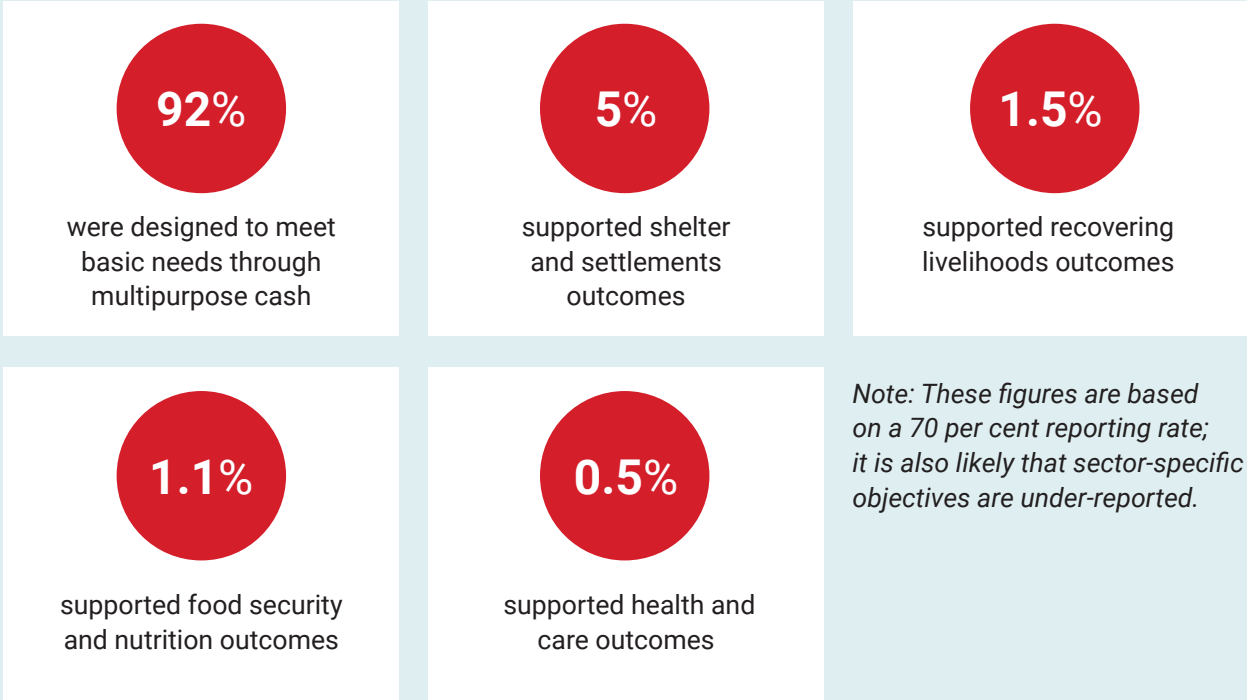 92%
were designed to meet
basic needs through
multipurpose cash
5%
supported shelter
and settlements
outcomes
1.5%
supported recovering
livelihoods outcomes
1.1%
supported food security
and nutrition outcomes
0.5%
supported health and
care outcomes
Note: These figures are based
on a 70 per cent reporting rate;
it is also likely that sector-specific
objectives are under-reported.